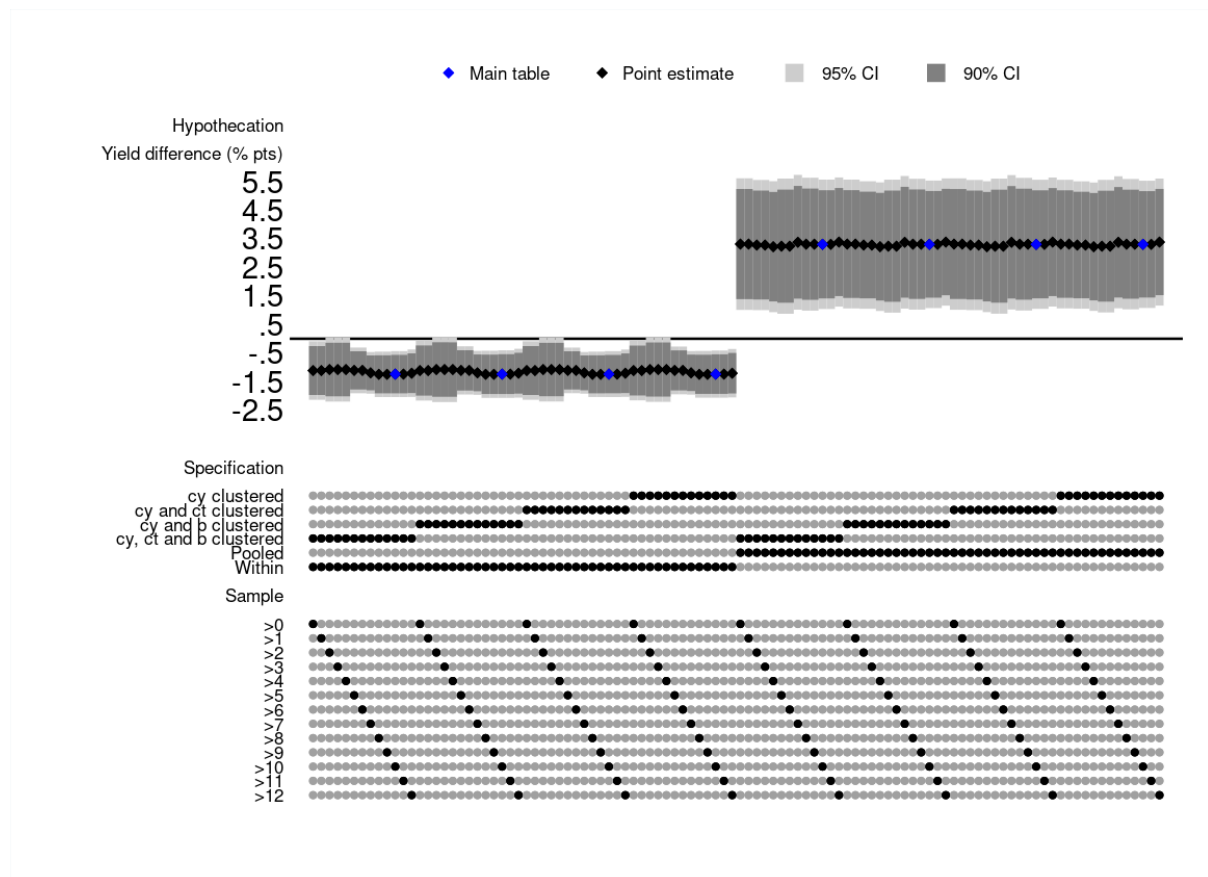 Main table Point estimate 95% CI 90% CI
Hypothecation
Yield difference (% pts)
5.5
4.5
3.5
2.5
1.5
.5
-.5
-1.5
-2.5
Specification
cy clustered
cy and ct clustered
cy and b clustered
cy, ct and b clustered
Pooled
Within
Sample
>0
>1
>2
>3
>4
>5
>6
>7
>8
>9
>10
>11
>12